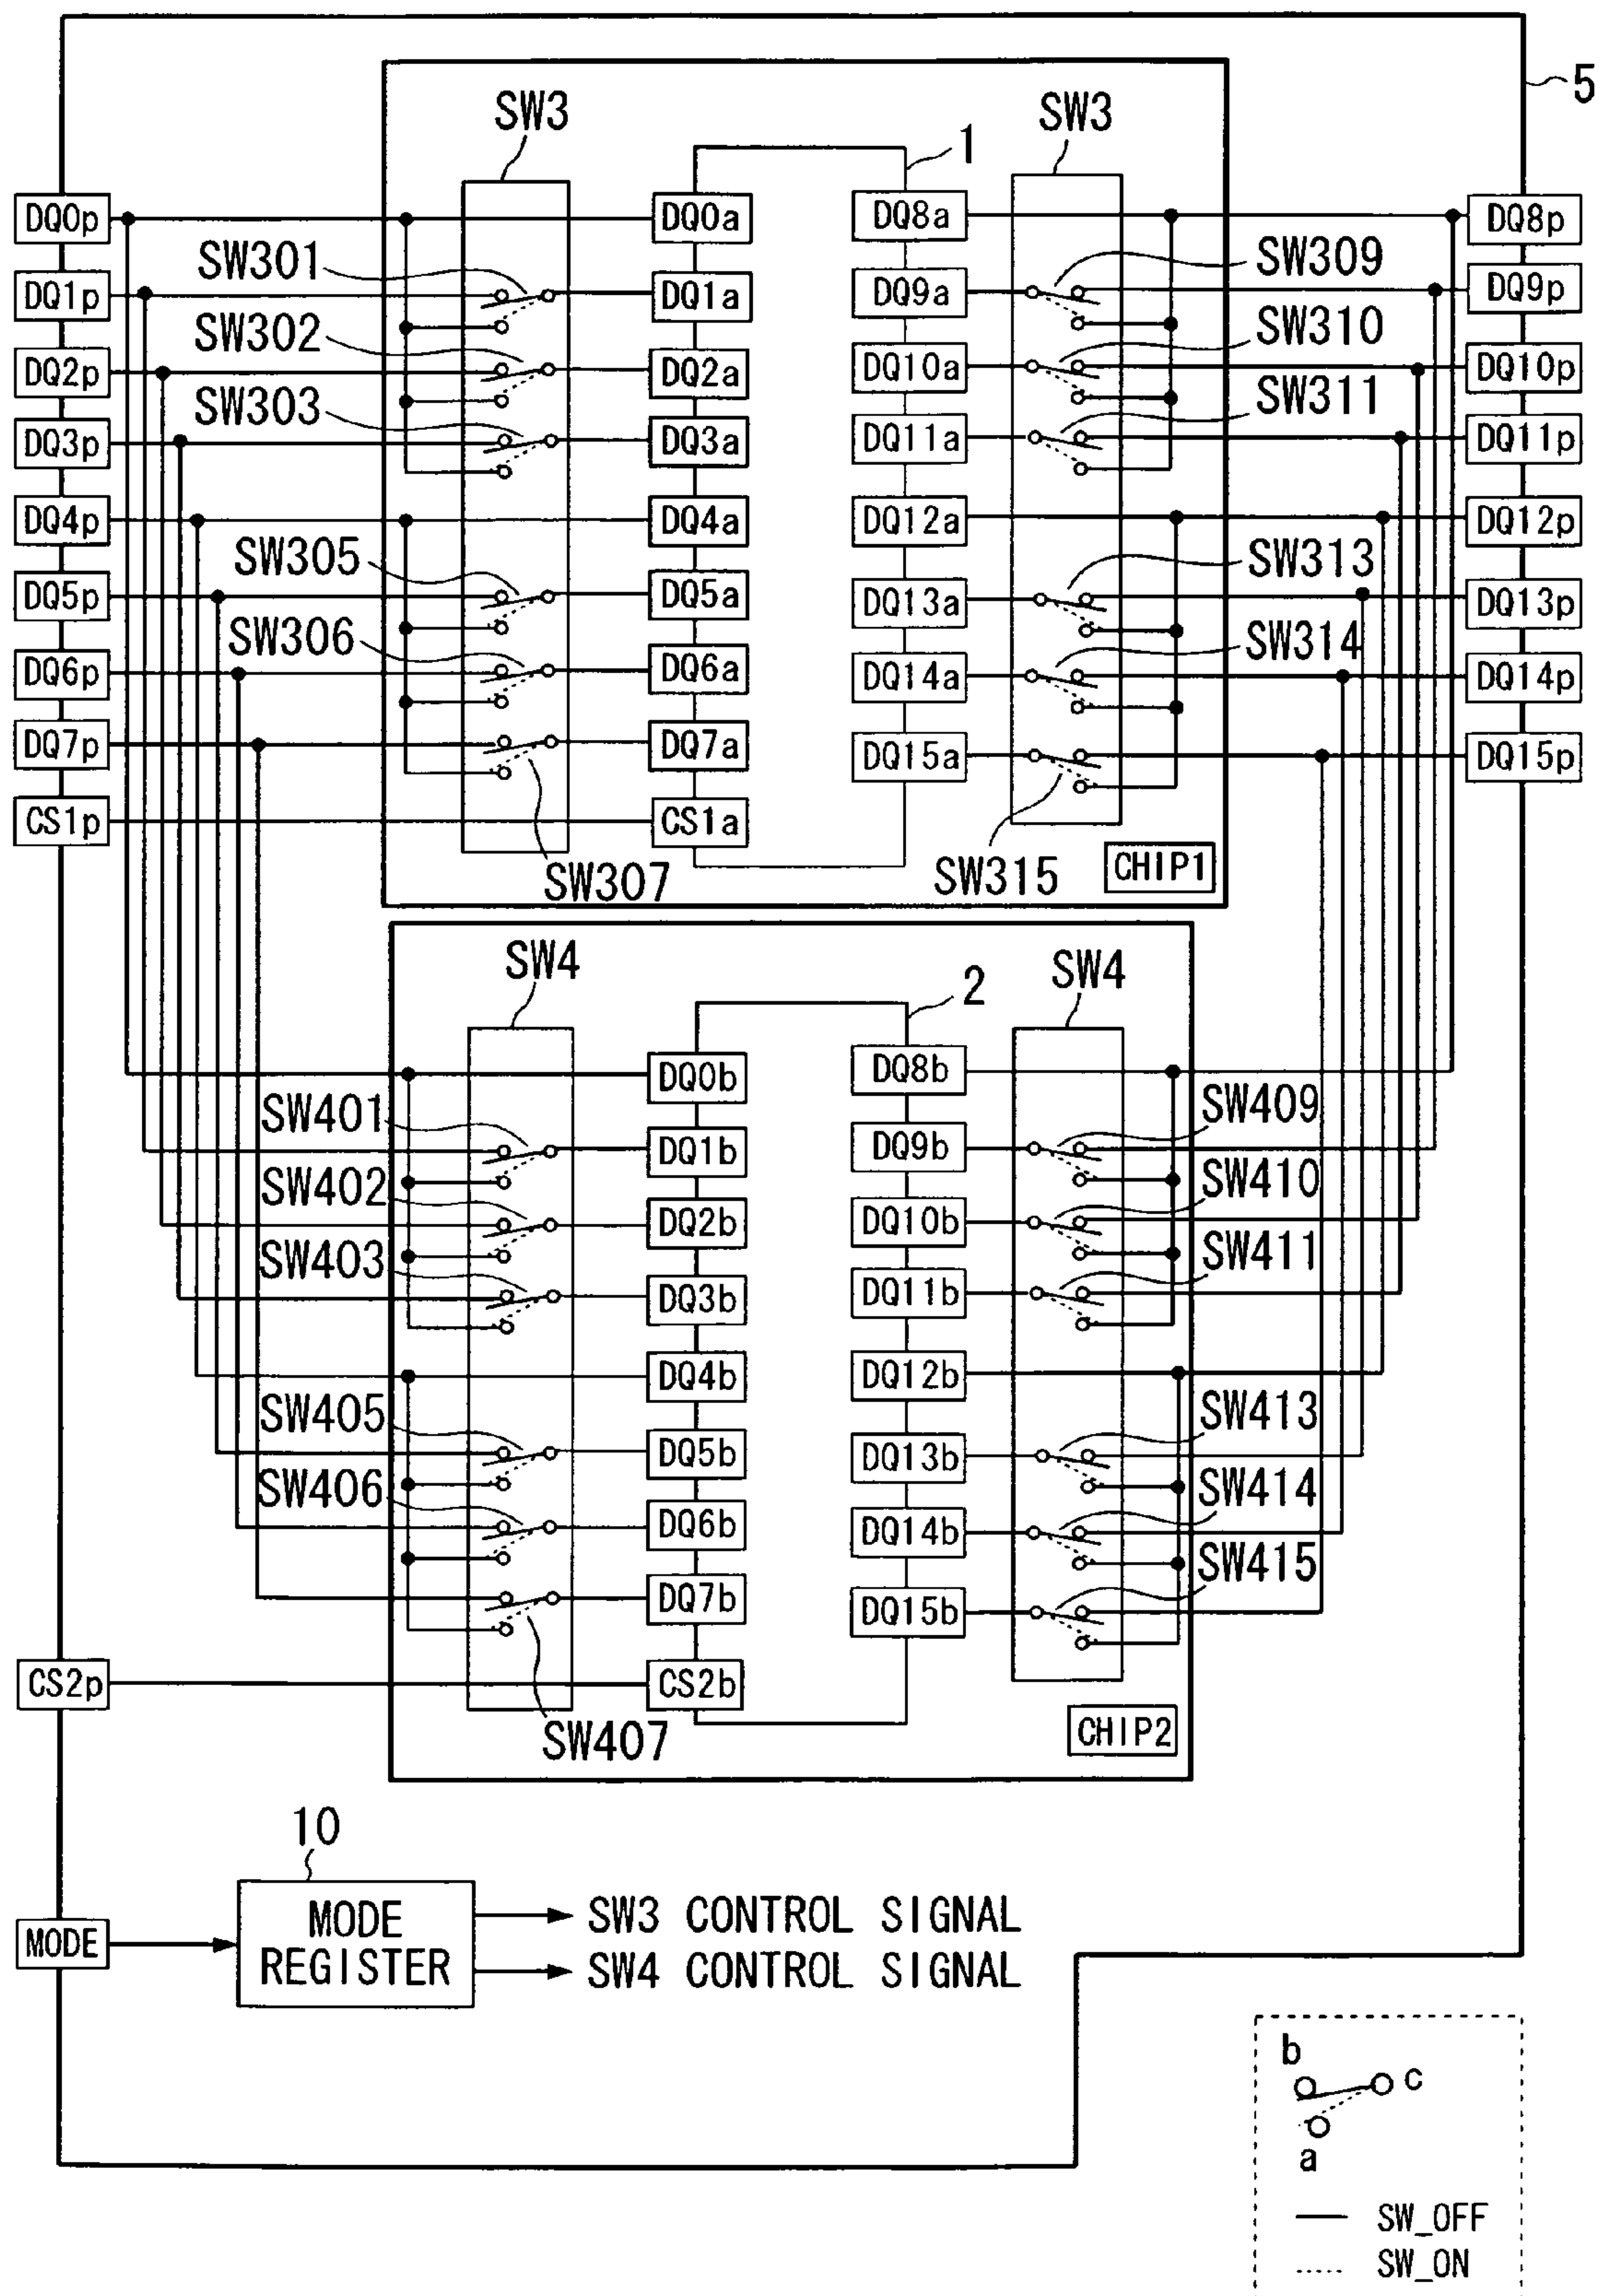 5
SW3
SW3
1
DQ0p
DQ0a
DQ8a
DQ8p
SW301
SW309
DQ1p
DQ1a
DQ9a
DQ9p
SW302
SW310
DQ2p
DQ2a
DQ10a
DQ10p
SW303
SW311
DQ3p
DQ3a
DQ11a
DQ11p
DQ4p
DQ4a
DQ12a
DQ12p
SW305
SW313
DQ5p
DQ5a
DQ13a
DQ13p
SW306
SW314
DQ6p
DQ6a
DQ14a
DQ14p
DQ7p
DQ7a
DQ15a
DQ15p
CS1p
CS1a
SW307
SW315
CHIP1
SW4
SW4
2
DQ0b
DQ8b
SW401
SW409
DQ1b
DQ9b
SW402
SW410
DQ2b
DQ10b
SW403
SW411
DQ3b
DQ11b
DQ4b
DQ12b
SW405
SW413
DQ5b
DQ13b
SW406
SW414
DQ6b
DQ14b
SW415
DQ7b
DQ15b
CS2p
CS2b
SW407
CHIP2
10
MODE
MODE
REGISTER
SW3 CONTROL SIGNAL
SW4 CONTROL SIGNAL
b
c
a
SW_OFF
SW_ON